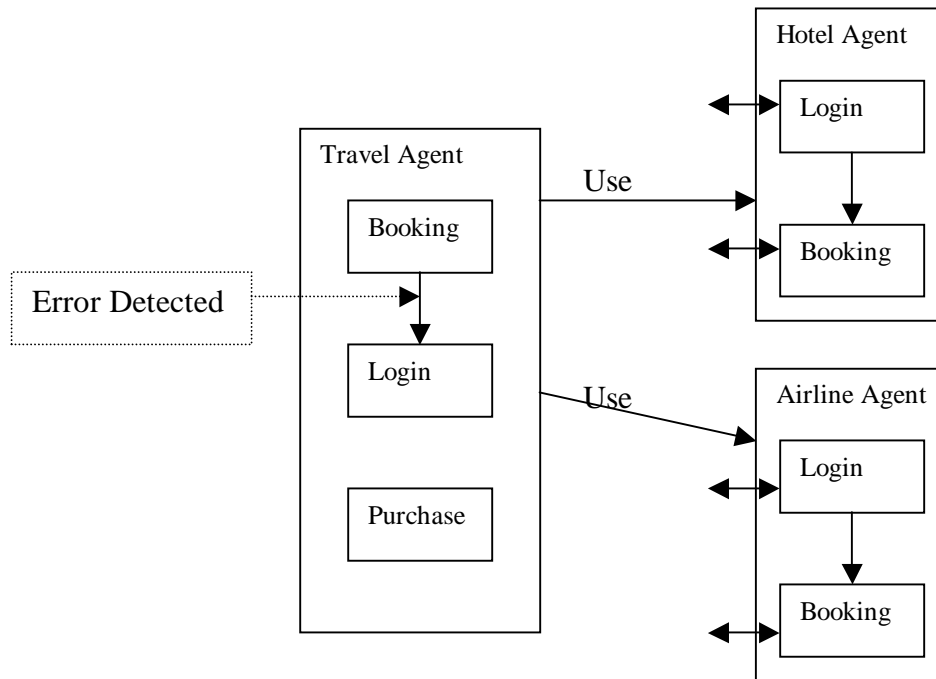 Hotel Agent
Login
Booking
Travel Agent
Booking
Login
Purchase
Use
Use
Error Detected
Airline Agent
Login
Booking